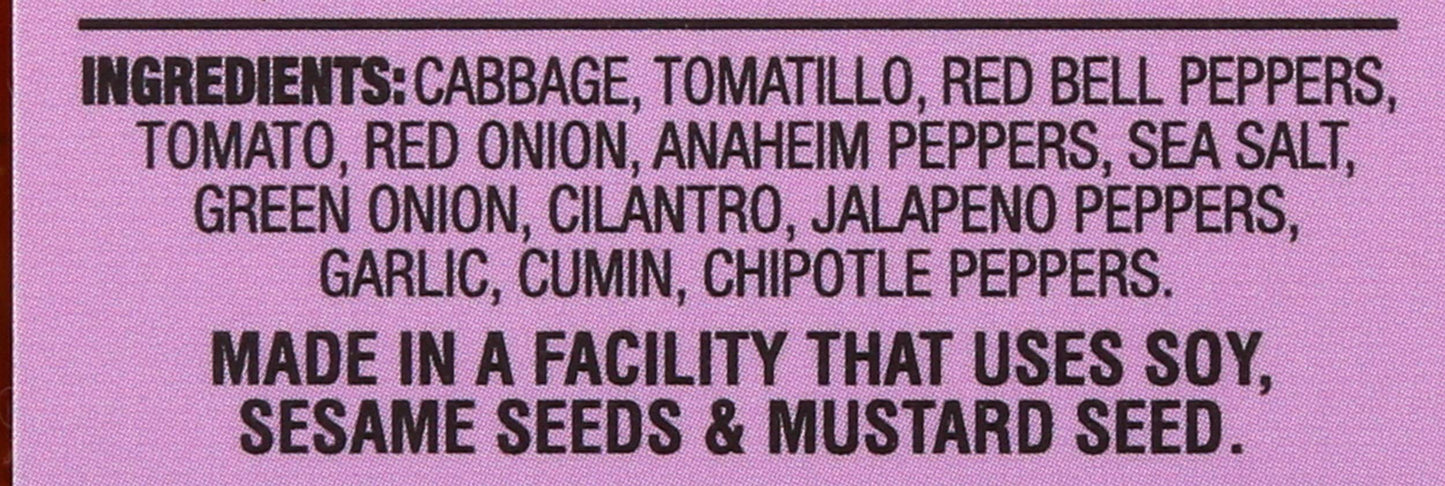 INGREDIENTS: CABBAGE, TOMATILLO, RED BELL PEPPERS,
TOMATO, RED ONION, ANAHEIM PEPPERS, SEA SALT,
GREEN ONION, CILANTRO, JALAPENO PEPPERS,
GARLIC, CUMIN, CHIPOTLE PEPPERS.
MADE IN A FACILITY THAT USES SOY,
SESAME SEEDS & MUSTARD SEED.